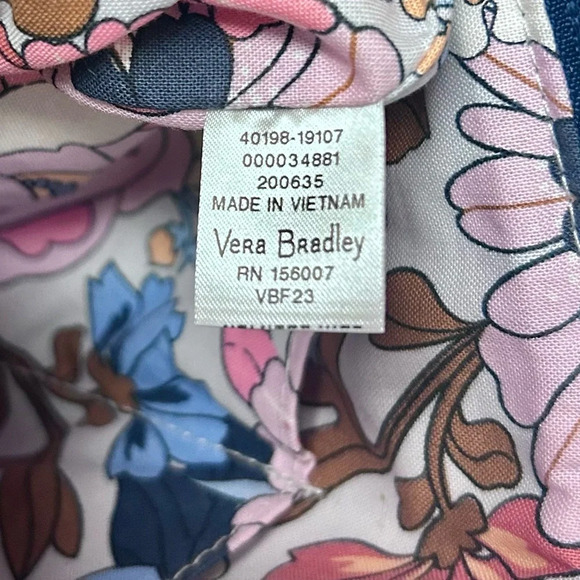 40198-19107
000034881
200635
MADE IN VIETNAM
Vera Bradley
RN 156007
VBF23